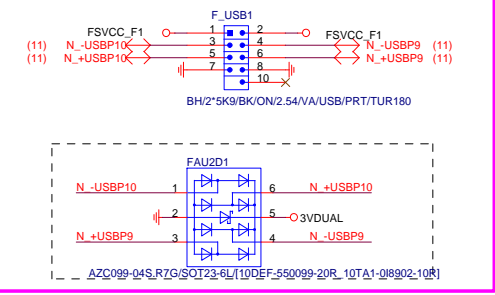 F_USB1
FSVCC_F1 1 2 FSVCC_F1
(11) N_-USBP10 3 4 N_-USBP9 (11)
(11) N_+USBP10 5 6 N_+USBP9 (11)
7 8
10
BH/2*5K9/BK/ON/2.54/VA/USB/PRT/TUR180
FAU2D1
N_-USBP10 1 6 N_+USBP10
2 5 3VDUAL
N_+USBP9 3 4 N_-USBP9
AZC099-04S.R7G/SOT23-6L/[10DEF-550099-20R_10TA1-0I8902-10R]